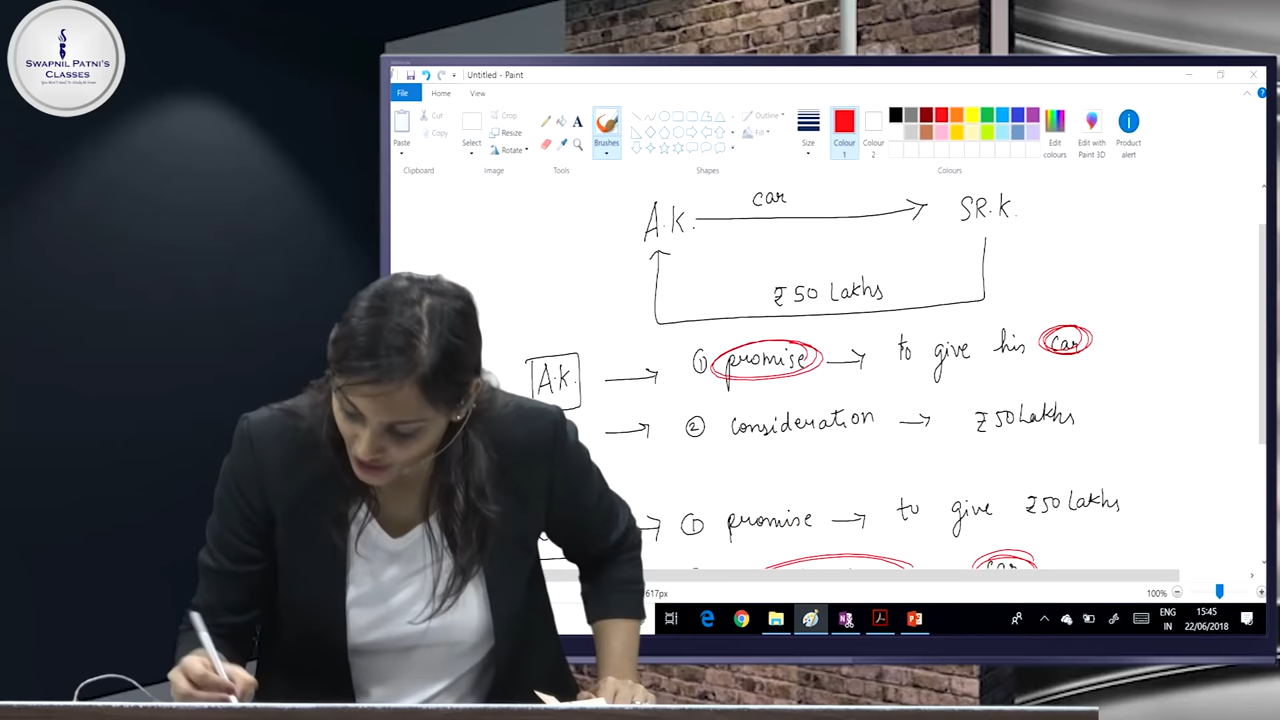 SWAPNIL PATNI'S
CLASSES
Untitled - Paint
File Home View
Paste
Cut
Copy
Clipboard
Select
Crop
Resize
Rotate
Image
A
Tools
Brushes
Outline
Fill
Shapes
Size
Colour
1
Colour
2
Edit
colours
Edit with
Paint 3D
Product
alert
Colours
A.K. car SR.K.
₹50 Lakhs
A.K. ① promise to give his car
② consideration ₹50 Lakhs
① promise to give ₹50 Lakhs
car
617px
100%
ENG
IN
15:45
22/06/2018